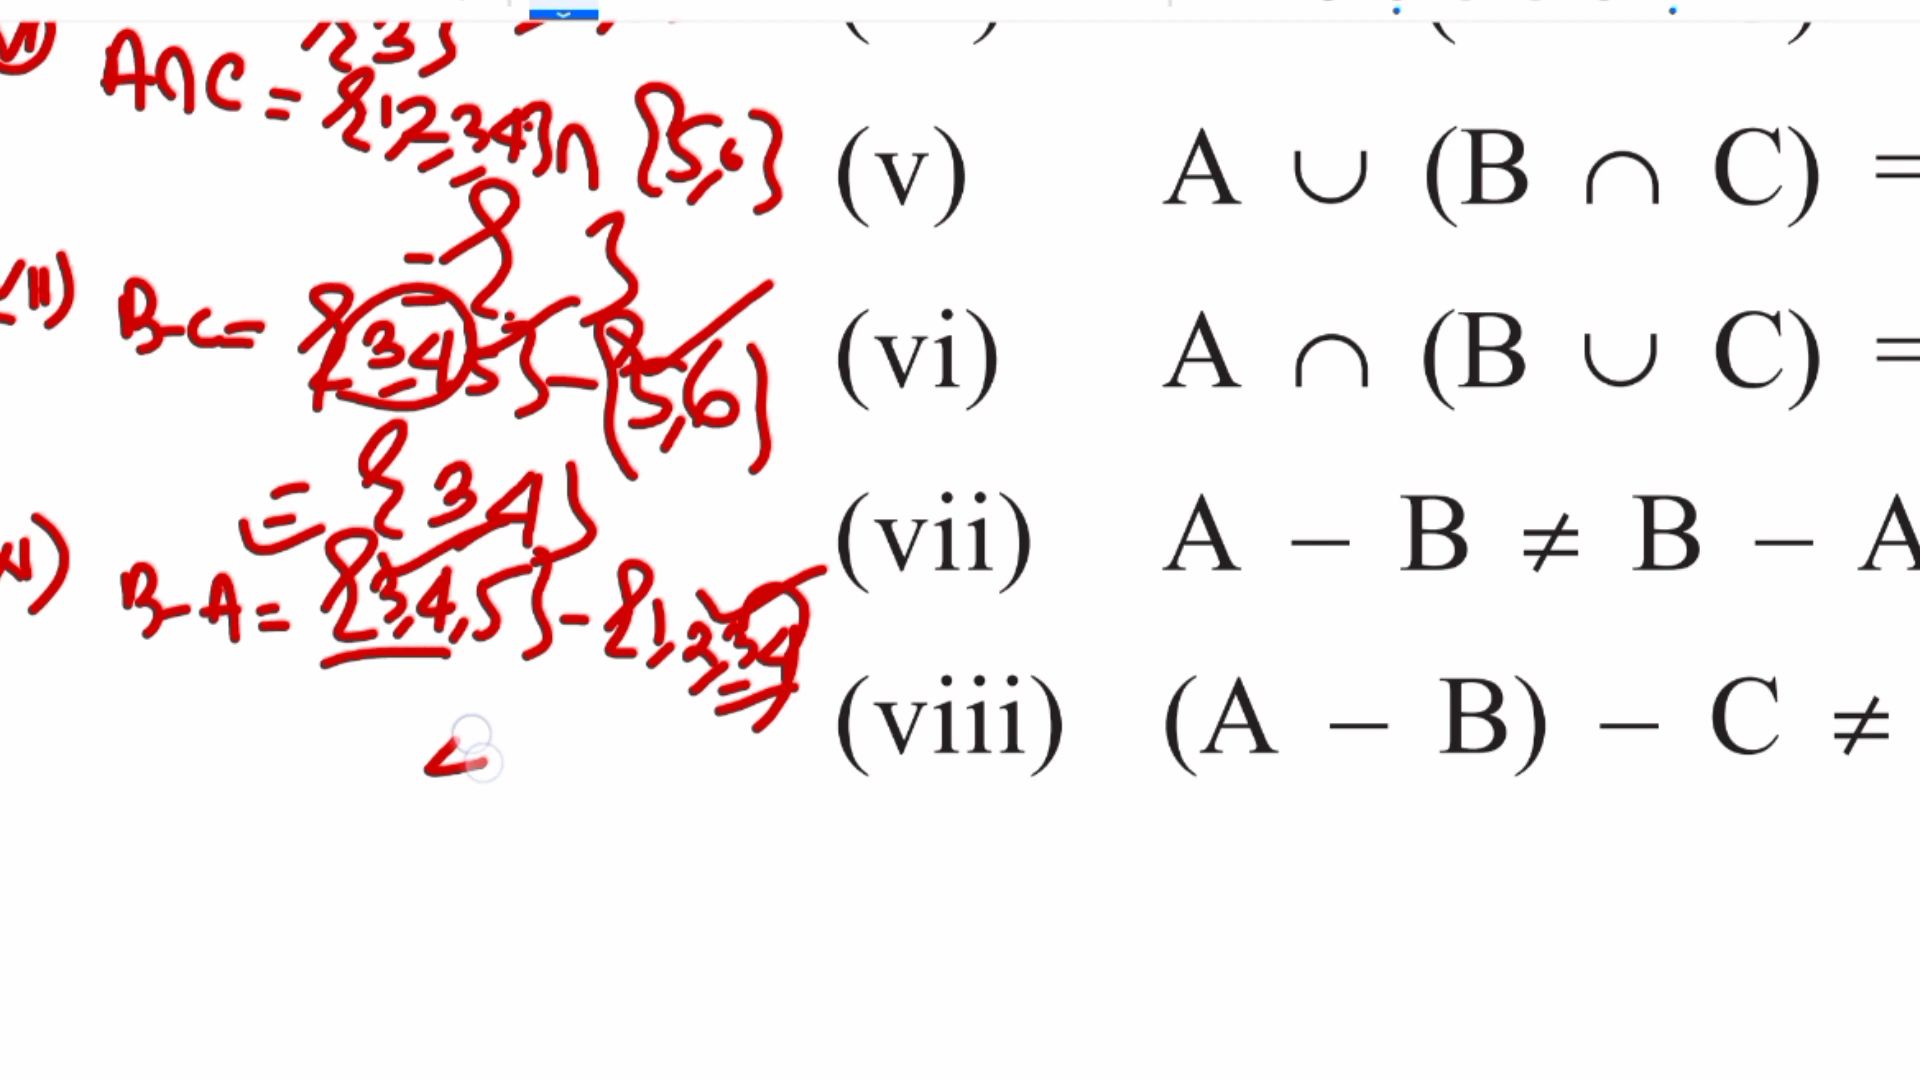 {3}
A∩C = {1,2,3,4}∩{5,6}
= { }
B-C = {3,4,5}-{5,6}
= {3 4}
B-A = {3,4,5}-{1,2,3,4
(v) A ∪ (B ∩ C) =
(vi) A ∩ (B ∪ C) =
(vii) A − B ≠ B − A
(viii) (A − B) − C ≠